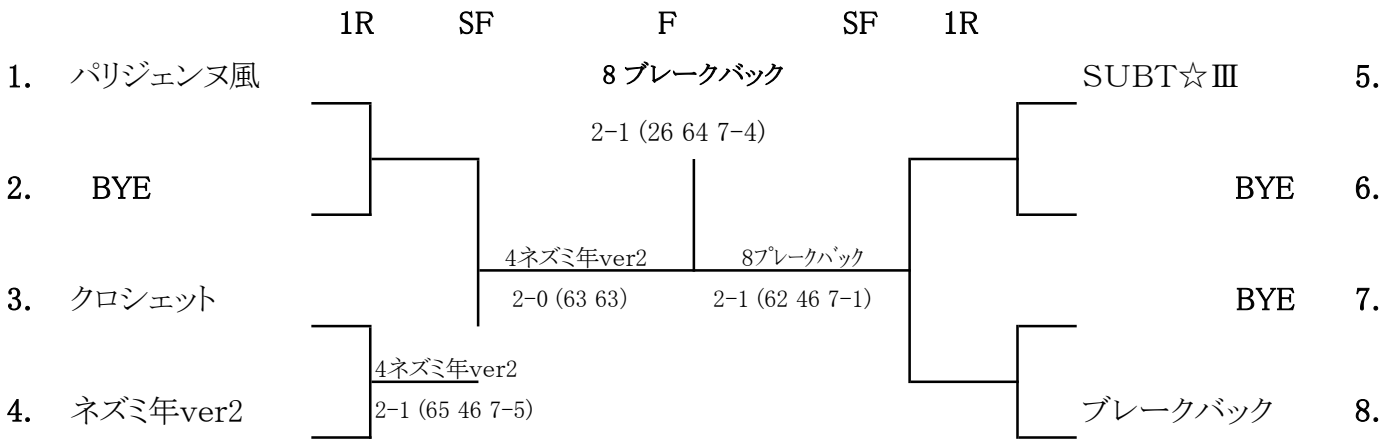 1R SF F SF 1R
1. パリジェンヌ風 8 ブレークバック SUBT☆Ⅲ 5.
2-1 (26 64 7-4)
2. BYE BYE 6.
4ネズミ年ver2 8ブレークバック
3. クロシェット 2-0 (63 63) 2-1 (62 46 7-1) BYE 7.
4ネズミ年ver2
4. ネズミ年ver2 2-1 (65 46 7-5) ブレークバック 8.